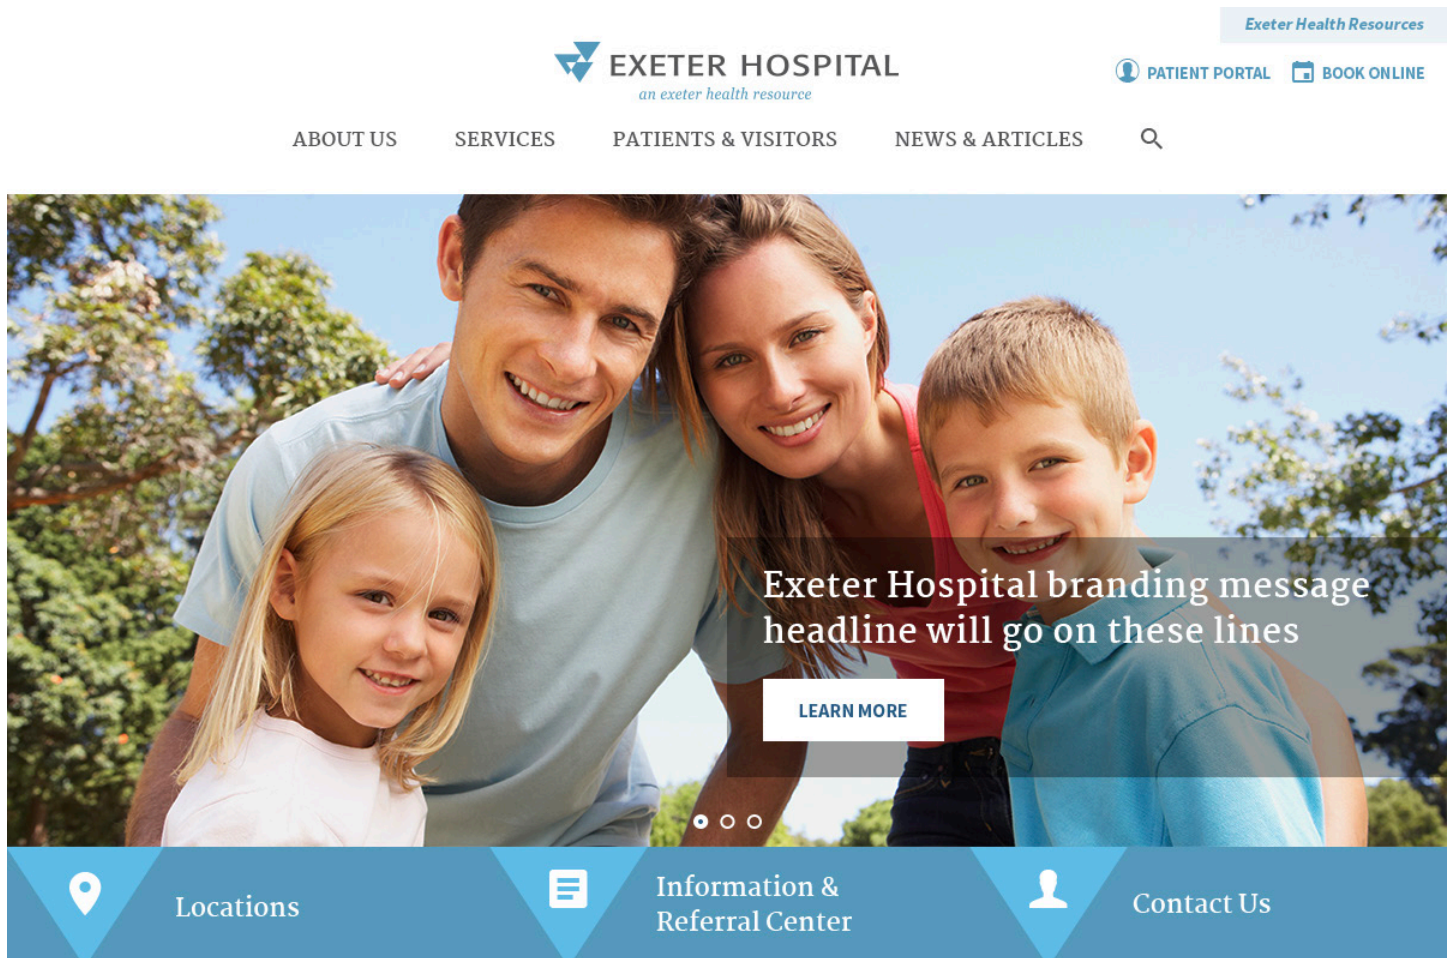 Exeter Health Resources
EXETER HOSPITAL
an exeter health resource
PATIENT PORTAL
BOOK ONLINE
ABOUT US
SERVICES
PATIENTS & VISITORS
NEWS & ARTICLES
Exeter Hospital branding message
headline will go on these lines
LEARN MORE
Locations
Information &
Referral Center
Contact Us